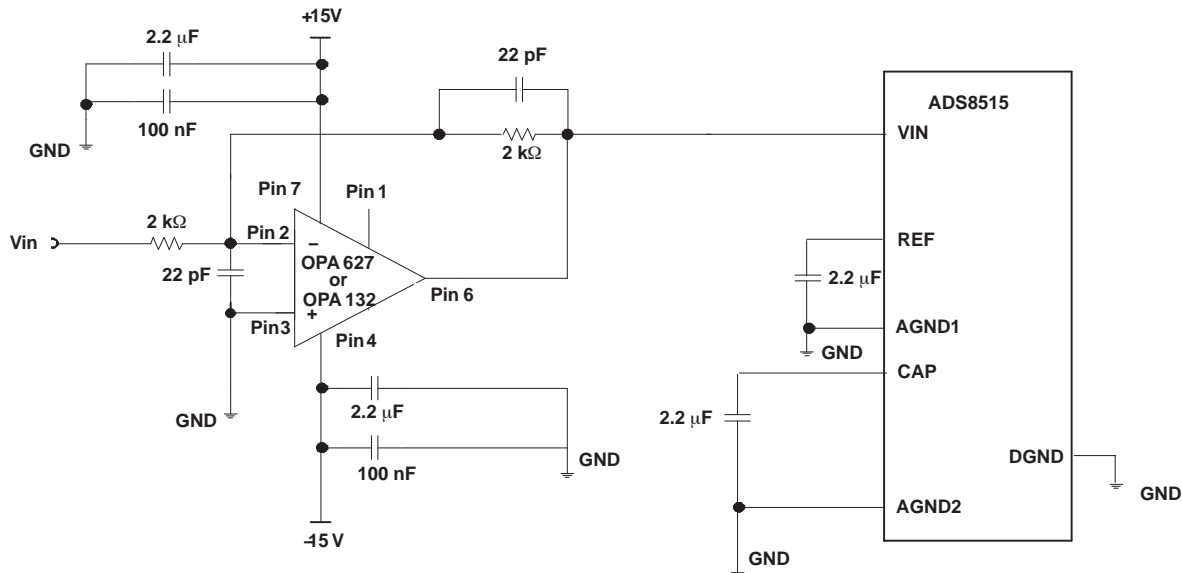 +15V
2.2 μF
22 pF
ADS8515
100 nF
GND
VIN
2 kΩ
Pin 7
Pin 1
2 kΩ
Vin
Pin 2
–
REF
22 pF
OPA 627
or
OPA 132
2.2 μF
Pin 6
+
Pin3
Pin 4
AGND1
GND
CAP
GND
2.2 μF
2.2 μF
GND
100 nF
DGND
GND
AGND2
–15 V
GND